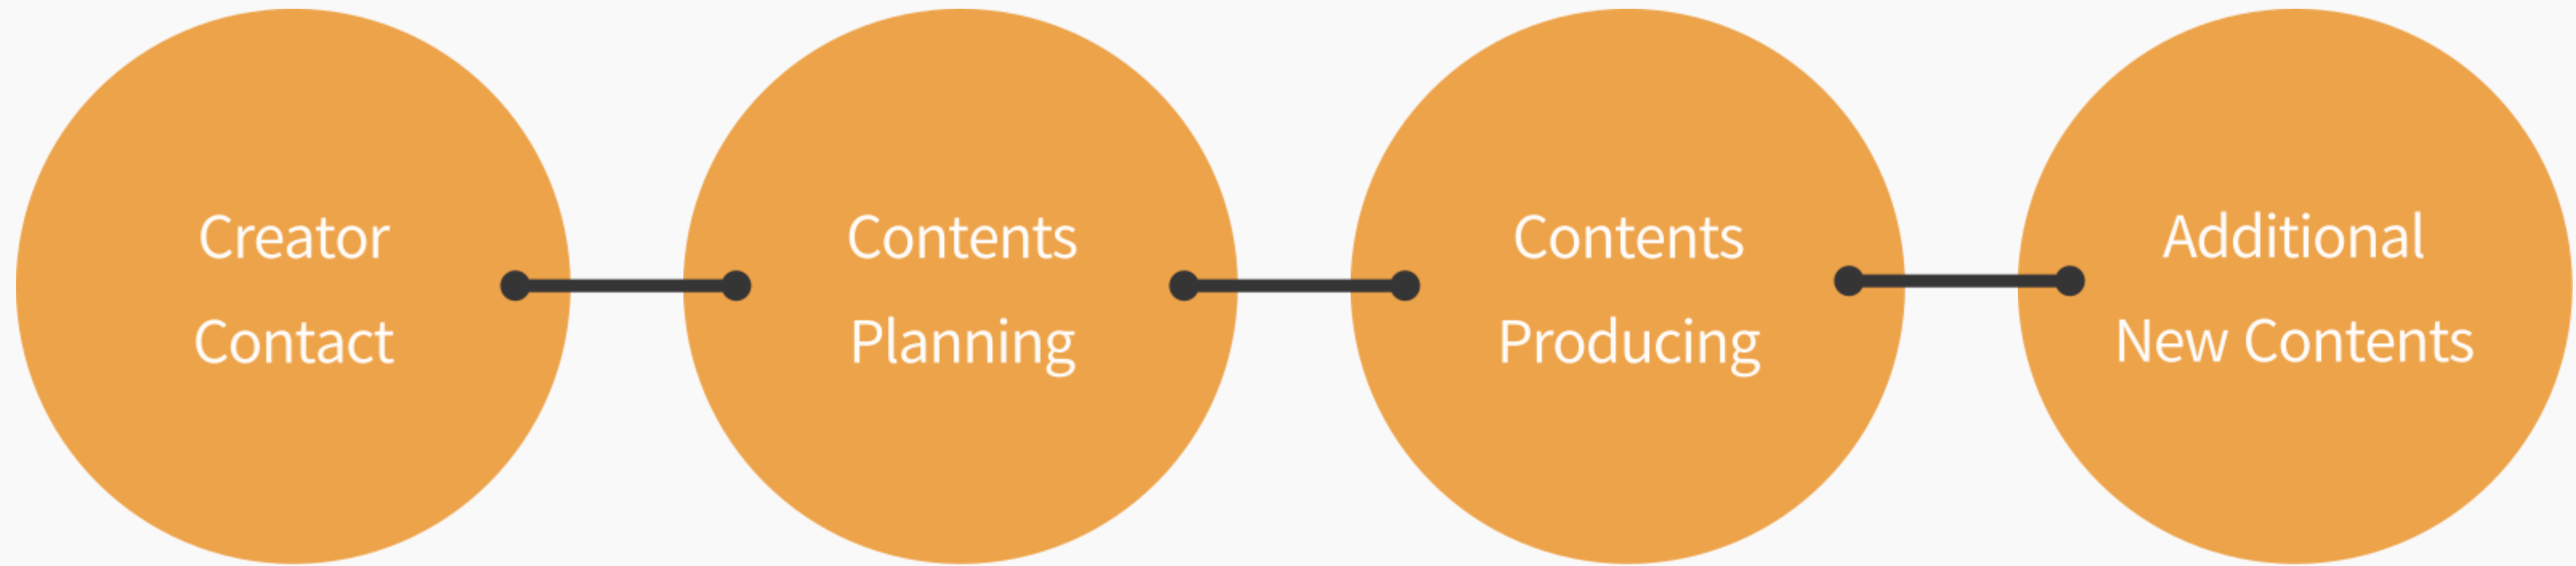 Creator
Contact
Contents
Planning
Contents
Producing
Additional
New Contents